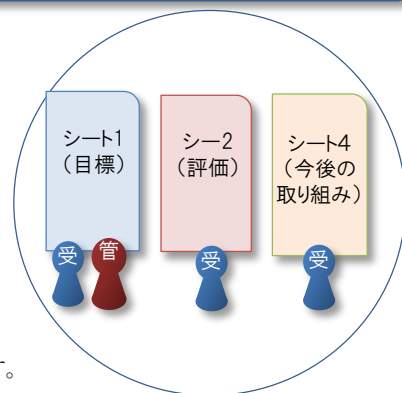 シート1
（目標）
シー2
（評価）
シート4
（今後の
取り組み）
受
管
受
受
。